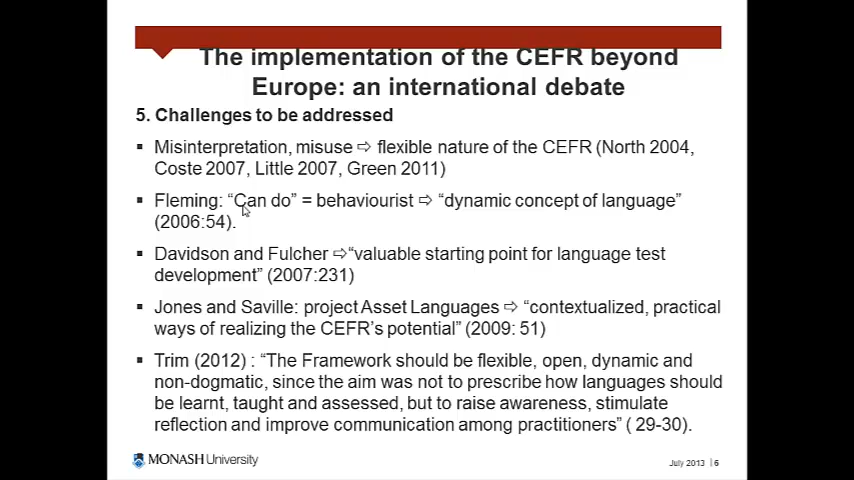 The implementation of the CEFR beyond
Europe: an international debate
5. Challenges to be addressed
▪ Misinterpretation, misuse ⇨ flexible nature of the CEFR (North 2004,
Coste 2007, Little 2007, Green 2011)
▪ Fleming: “Can do” = behaviourist ⇨ “dynamic concept of language”
(2006:54).
▪ Davidson and Fulcher ⇨“valuable starting point for language test
development” (2007:231)
▪ Jones and Saville: project Asset Languages ⇨ “contextualized, practical
ways of realizing the CEFR’s potential” (2009: 51)
▪ Trim (2012) : “The Framework should be flexible, open, dynamic and
non-dogmatic, since the aim was not to prescribe how languages should
be learnt, taught and assessed, but to raise awareness, stimulate
reflection and improve communication among practitioners” ( 29-30).
MONASH University
July 2013 | 6